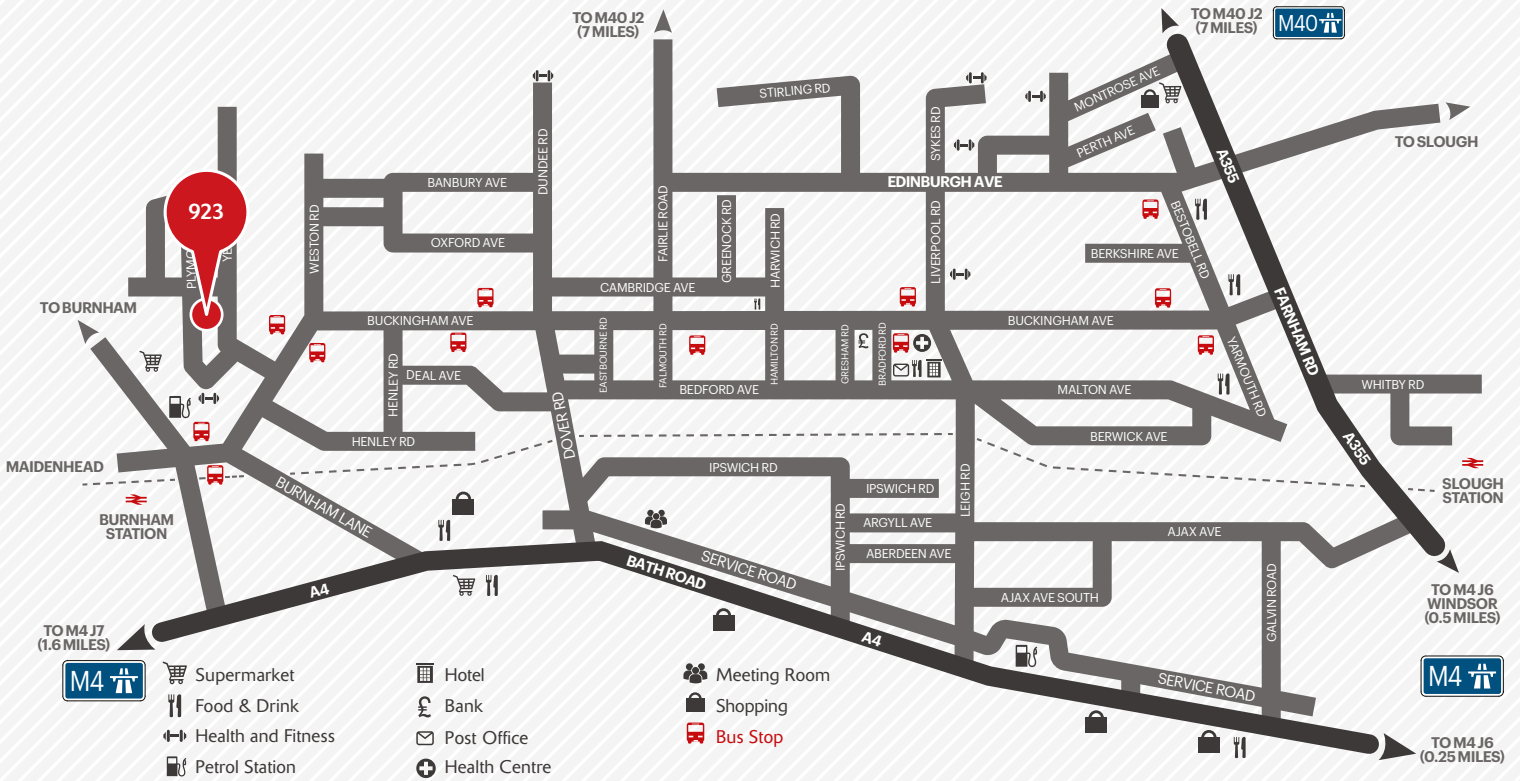 TO M40 J2
(7 MILES)
TO M40 J2
(7 MILES)
M40
STIRLING RD
MONTROSE AVE
SYKES RD
PERTH AVE
A355
TO SLOUGH
DUNDEE RD
BANBURY AVE
EDINBURGH AVE
923
WESTON RD
FAIRLIE ROAD
GREENOCK RD
HARWICH RD
LIVERPOOL RD
BESTOBELL RD
OXFORD AVE
BERKSHIRE AVE
CAMBRIDGE AVE
TO BURNHAM
BUCKINGHAM AVE
BUCKINGHAM AVE
FARNHAM RD
EASTBOURNE RD
FALMOUTH RD
HAMILTON RD
GRESHAM RD
BRADFORD RD
£
YARMOUTH RD
HENLEY RD
DEAL AVE
BEDFORD AVE
MALTON AVE
WHITBY RD
DOVER RD
HENLEY RD
BERWICK AVE
A355
MAIDENHEAD
IPSWICH RD
IPSWICH RD
LEIGH RD
SLOUGH
STATION
BURNHAM
STATION
BURNHAM LANE
IPSWICH RD
ARGYLL AVE
AJAX AVE
ABERDEEN AVE
SERVICE ROAD
BATH ROAD
A4
AJAX AVE SOUTH
GALVIN ROAD
TO M4 J6
WINDSOR
(0.5 MILES)
TO M4 J7
(1.6 MILES)
A4
M4
SERVICE ROAD
M4
TO M4 J6
(0.25 MILES)
Supermarket
Food & Drink
Health and Fitness
Petrol Station
Hotel
£ Bank
Post Office
Health Centre
Meeting Room
Shopping
Bus Stop